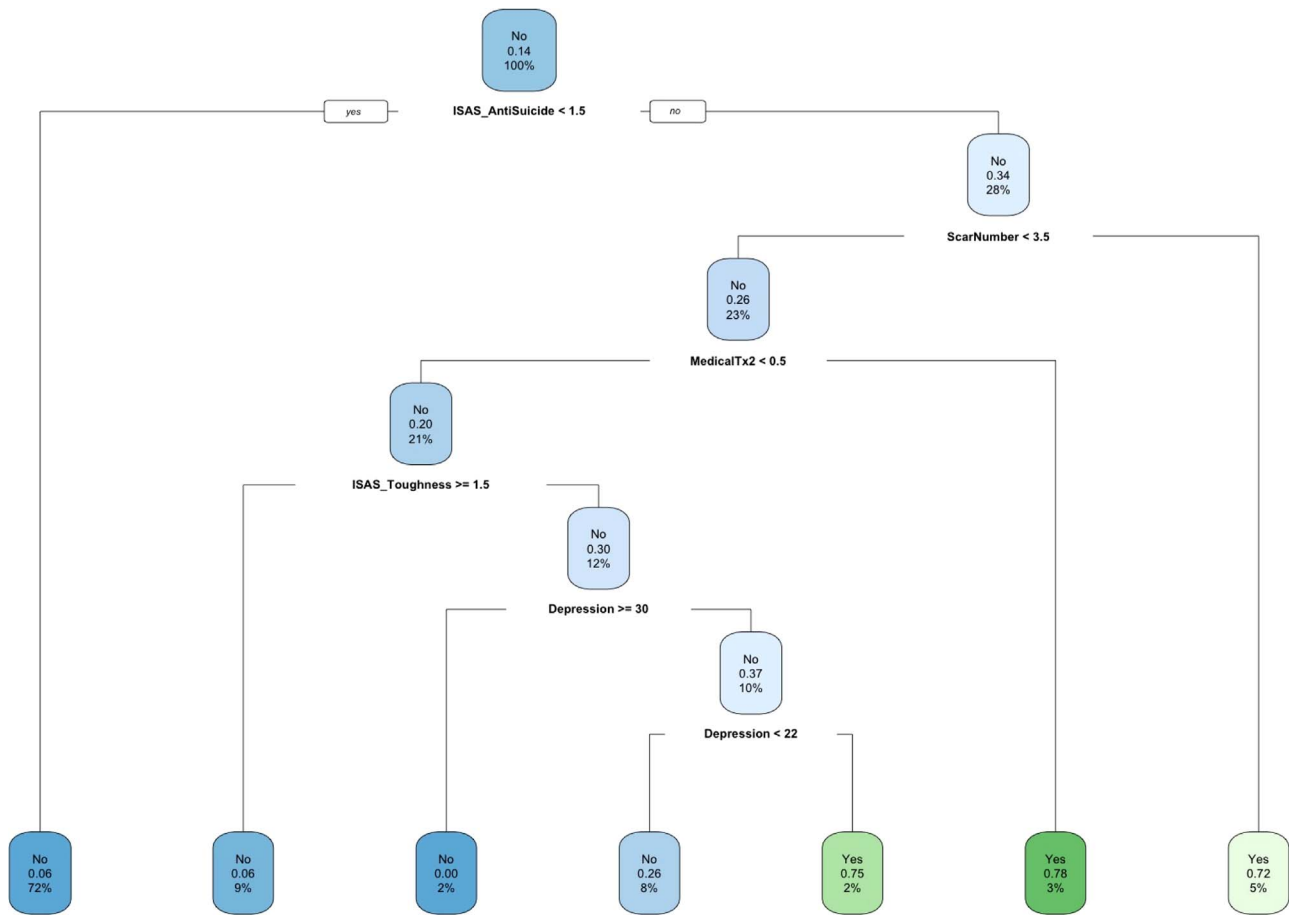 No
0.14
100%
yes
ISAS_AntiSuicide < 1.5
no
No
0.34
28%
ScarNumber < 3.5
No
0.26
23%
MedicalTx2 < 0.5
No
0.20
21%
ISAS_Toughness >= 1.5
No
0.30
12%
Depression >= 30
No
0.37
10%
Depression < 22
No
0.06
72%
No
0.06
9%
No
0.00
2%
No
0.26
8%
Yes
0.75
2%
Yes
0.78
3%
Yes
0.72
5%